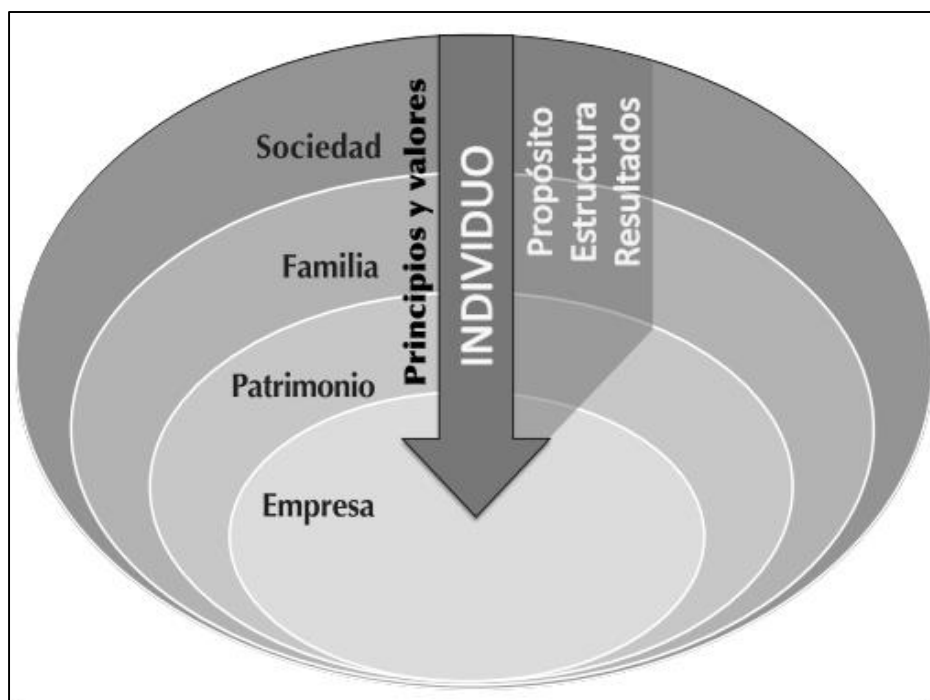 Sociedad
Familia
Patrimonio
Empresa
Principios y valores
INDIVIDUO
Propósito
Estructura
Resultados